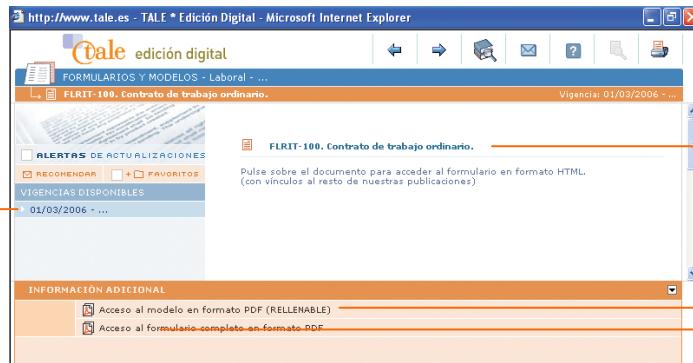 http://www.tale.es - TALE * Edición Digital - Microsoft Internet Explorer
tale edición digital
FORMULARIOS Y MODELOS - Laboral - ...
FLRIT-100. Contrato de trabajo ordinario.
Vigencia: 01/03/2006 - ...
ALERTAS DE ACTUALIZACIONES
RECOMENDAR + FAVORITOS
VIGENCIAS DISPONIBLES
01/03/2006 - ...
FLRIT-100. Contrato de trabajo ordinario.
Pulse sobre el documento para acceder al formulario en formato HTML.
(con vínculos al resto de nuestras publicaciones)
INFORMACIÓN ADICIONAL
Acceso al modelo en formato PDF (RELLENABLE)
Acceso al formulario completo en formato PDF